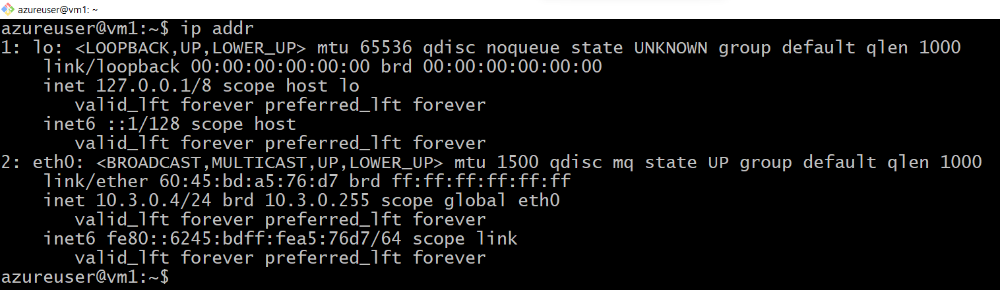 azureuser@vm1: ~
azureuser@vm1:~$ ip addr
1: lo: <LOOPBACK,UP,LOWER_UP> mtu 65536 qdisc noqueue state UNKNOWN group default qlen 1000
    link/loopback 00:00:00:00:00:00 brd 00:00:00:00:00:00
    inet 127.0.0.1/8 scope host lo
       valid_lft forever preferred_lft forever
    inet6 ::1/128 scope host
       valid_lft forever preferred_lft forever
2: eth0: <BROADCAST,MULTICAST,UP,LOWER_UP> mtu 1500 qdisc mq state UP group default qlen 1000
    link/ether 60:45:bd:a5:76:d7 brd ff:ff:ff:ff:ff:ff
    inet 10.3.0.4/24 brd 10.3.0.255 scope global eth0
       valid_lft forever preferred_lft forever
    inet6 fe80::6245:bdff:fea5:76d7/64 scope link
       valid_lft forever preferred_lft forever
azureuser@vm1:~$